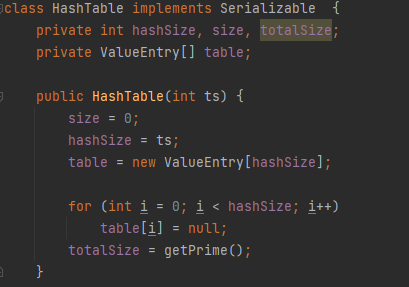 class HashTable implements Serializable  {
    private int hashSize, size, totalSize;
    private ValueEntry[] table;

    public HashTable(int ts) {
        size = 0;
        hashSize = ts;
        table = new ValueEntry[hashSize];

        for (int i = 0; i < hashSize; i++)
            table[i] = null;
        totalSize = getPrime();
    }